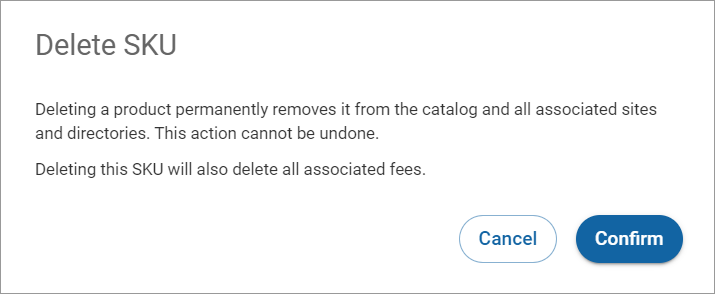 Delete SKU
Deleting a product permanently removes it from the catalog and all associated sites
and directories. This action cannot be undone.
Deleting this SKU will also delete all associated fees.
Cancel
Confirm